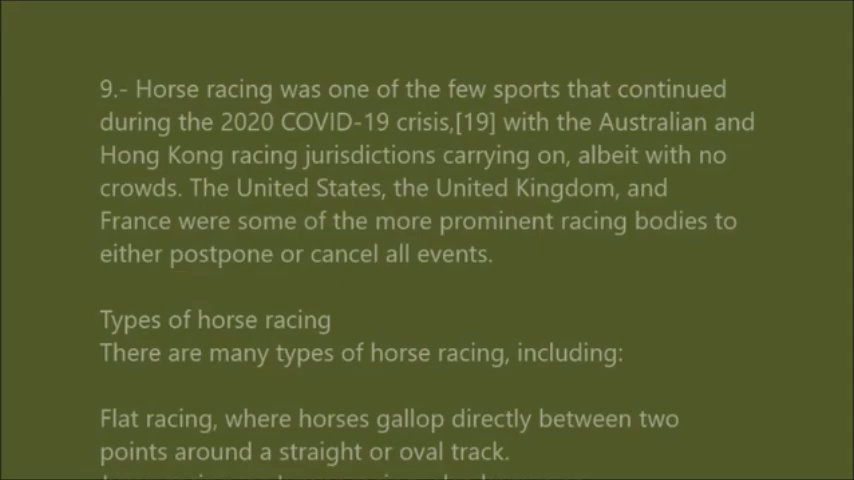 9.- Horse racing was one of the few sports that continued
during the 2020 COVID-19 crisis,[19] with the Australian and
Hong Kong racing jurisdictions carrying on, albeit with no
crowds. The United States, the United Kingdom, and
France were some of the more prominent racing bodies to
either postpone or cancel all events.
Types of horse racing
There are many types of horse racing, including:
Flat racing, where horses gallop directly between two
points around a straight or oval track.